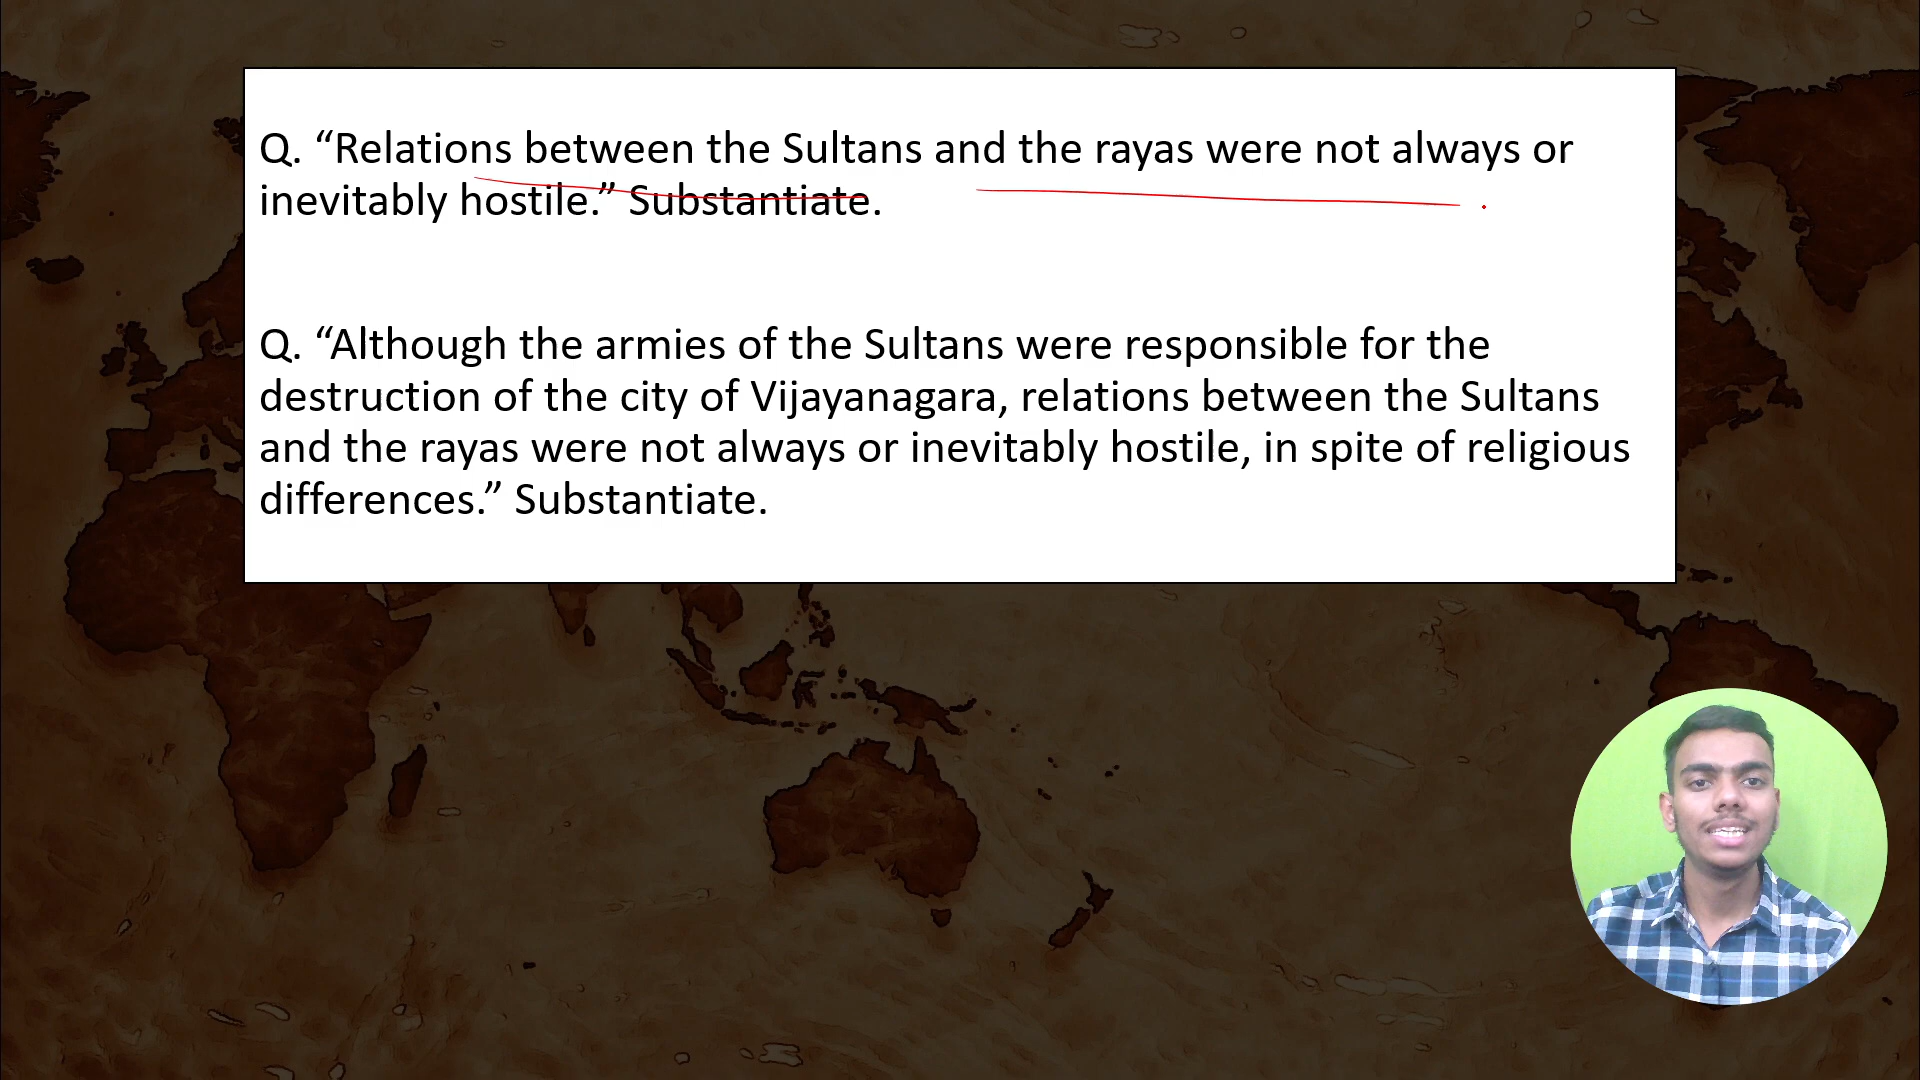 Q. “Relations between the Sultans and the rayas were not always or
inevitably hostile.” Substantiate.
Q. “Although the armies of the Sultans were responsible for the
destruction of the city of Vijayanagara, relations between the Sultans
and the rayas were not always or inevitably hostile, in spite of religious
differences.” Substantiate.